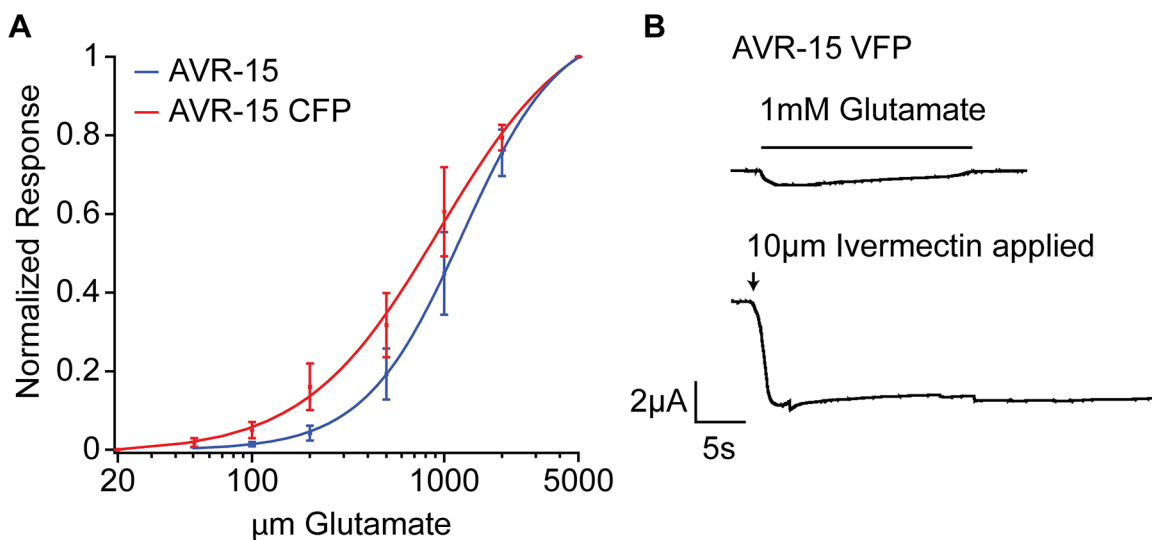 A
Normalized Response
1
0.8
0.6
0.4
0.2
0
AVR-15
AVR-15 CFP
20
100
1000
5000
µm Glutamate
B
AVR-15 VFP
1mM Glutamate
10µm Ivermectin applied
2µA
5s